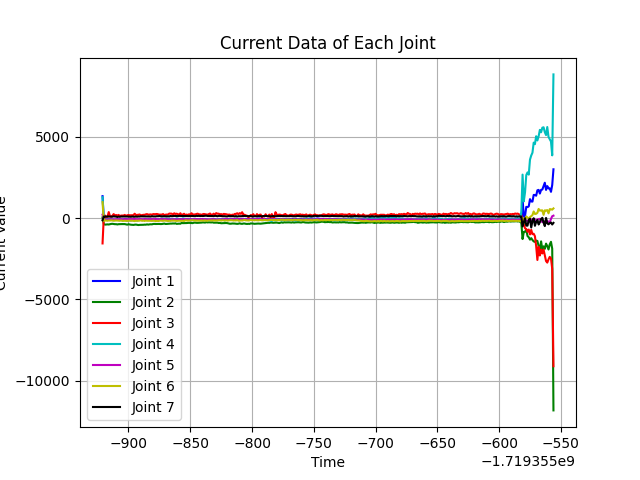 Current Data of Each Joint
Current Value
5000
0
−5000
−10000
Joint 1
Joint 2
Joint 3
Joint 4
Joint 5
Joint 6
Joint 7
−900
−850
−800
−750
−700
−650
−600
−550
Time
−1.719355e9